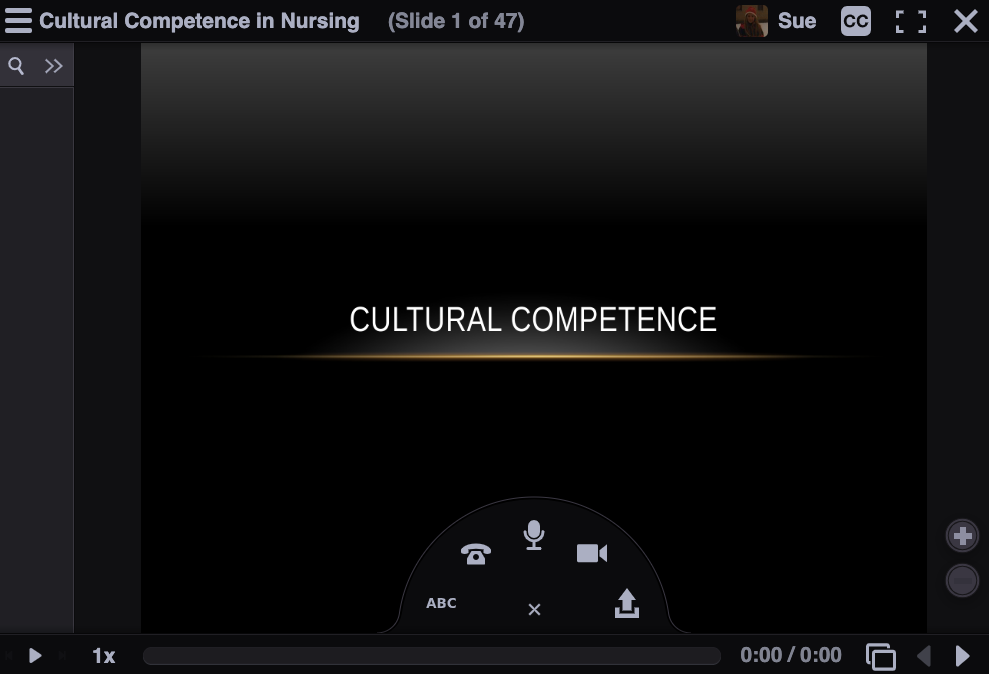 Cultural Competence in Nursing (Slide 1 of 47) Sue CC
CULTURAL COMPETENCE
ABC
1x 0:00 / 0:00